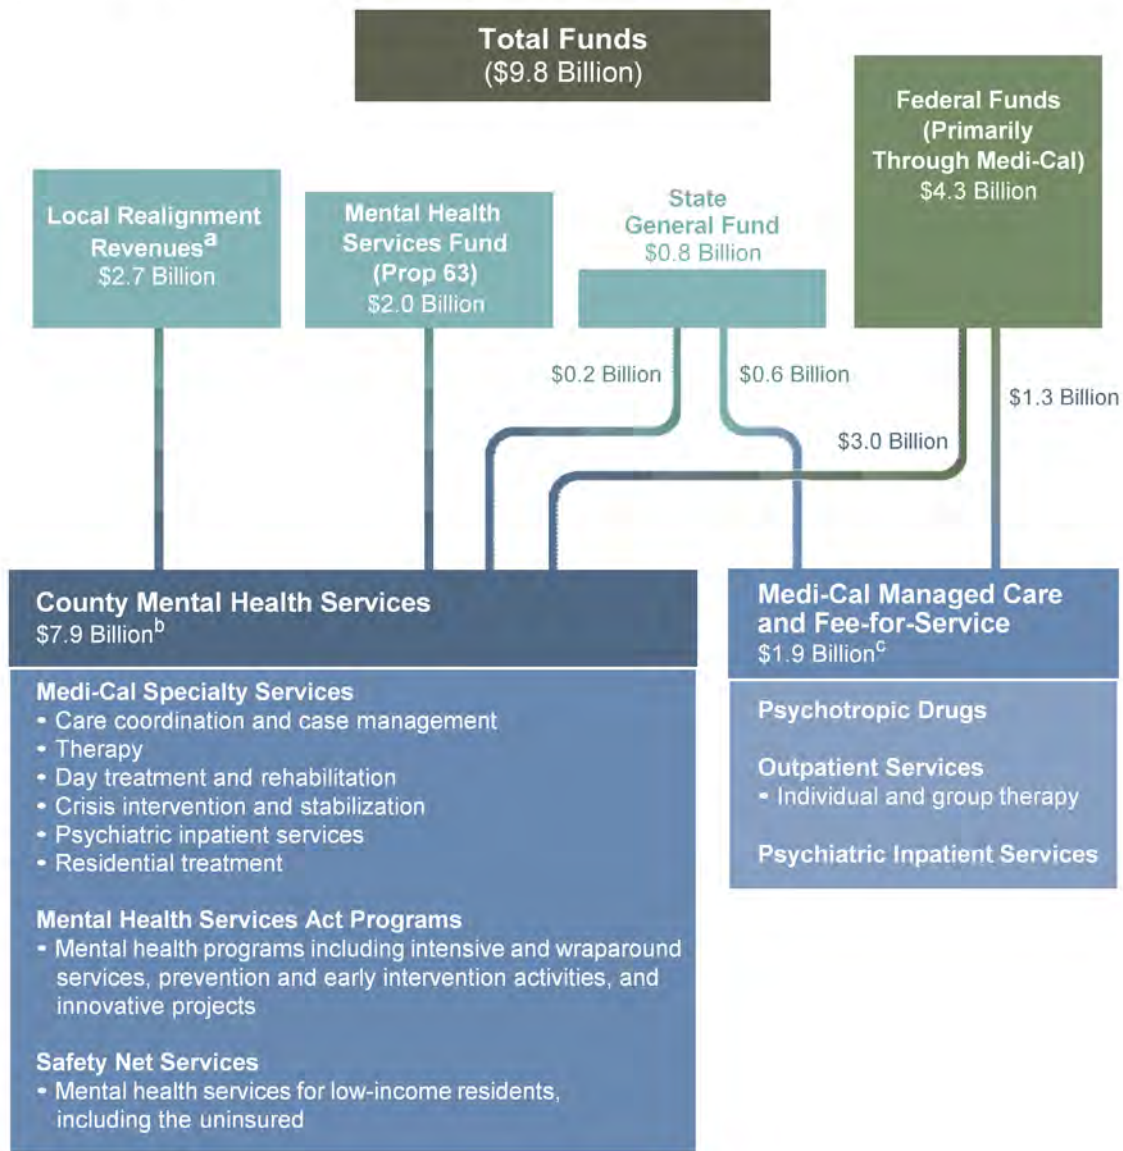 Total Funds
($9.8 Billion)
Federal Funds
(Primarily
Through Medi-Cal)
$4.3 Billion
Local Realignment
Revenuesa
$2.7 Billion
Mental Health
Services Fund
(Prop 63)
$2.0 Billion
State
General Fund
$0.8 Billion
$0.2 Billion
$0.6 Billion
$1.3 Billion
$3.0 Billion
County Mental Health Services
$7.9 Billionb
Medi-Cal Specialty Services
• Care coordination and case management
• Therapy
• Day treatment and rehabilitation
• Crisis intervention and stabilization
• Psychiatric inpatient services
• Residential treatment
Mental Health Services Act Programs
• Mental health programs including intensive and wraparound
services, prevention and early intervention activities, and
innovative projects
Safety Net Services
• Mental health services for low-income residents,
including the uninsured
Medi-Cal Managed Care
and Fee-for-Service
$1.9 Billionc
Psychotropic Drugs
Outpatient Services
• Individual and group therapy
Psychiatric Inpatient Services